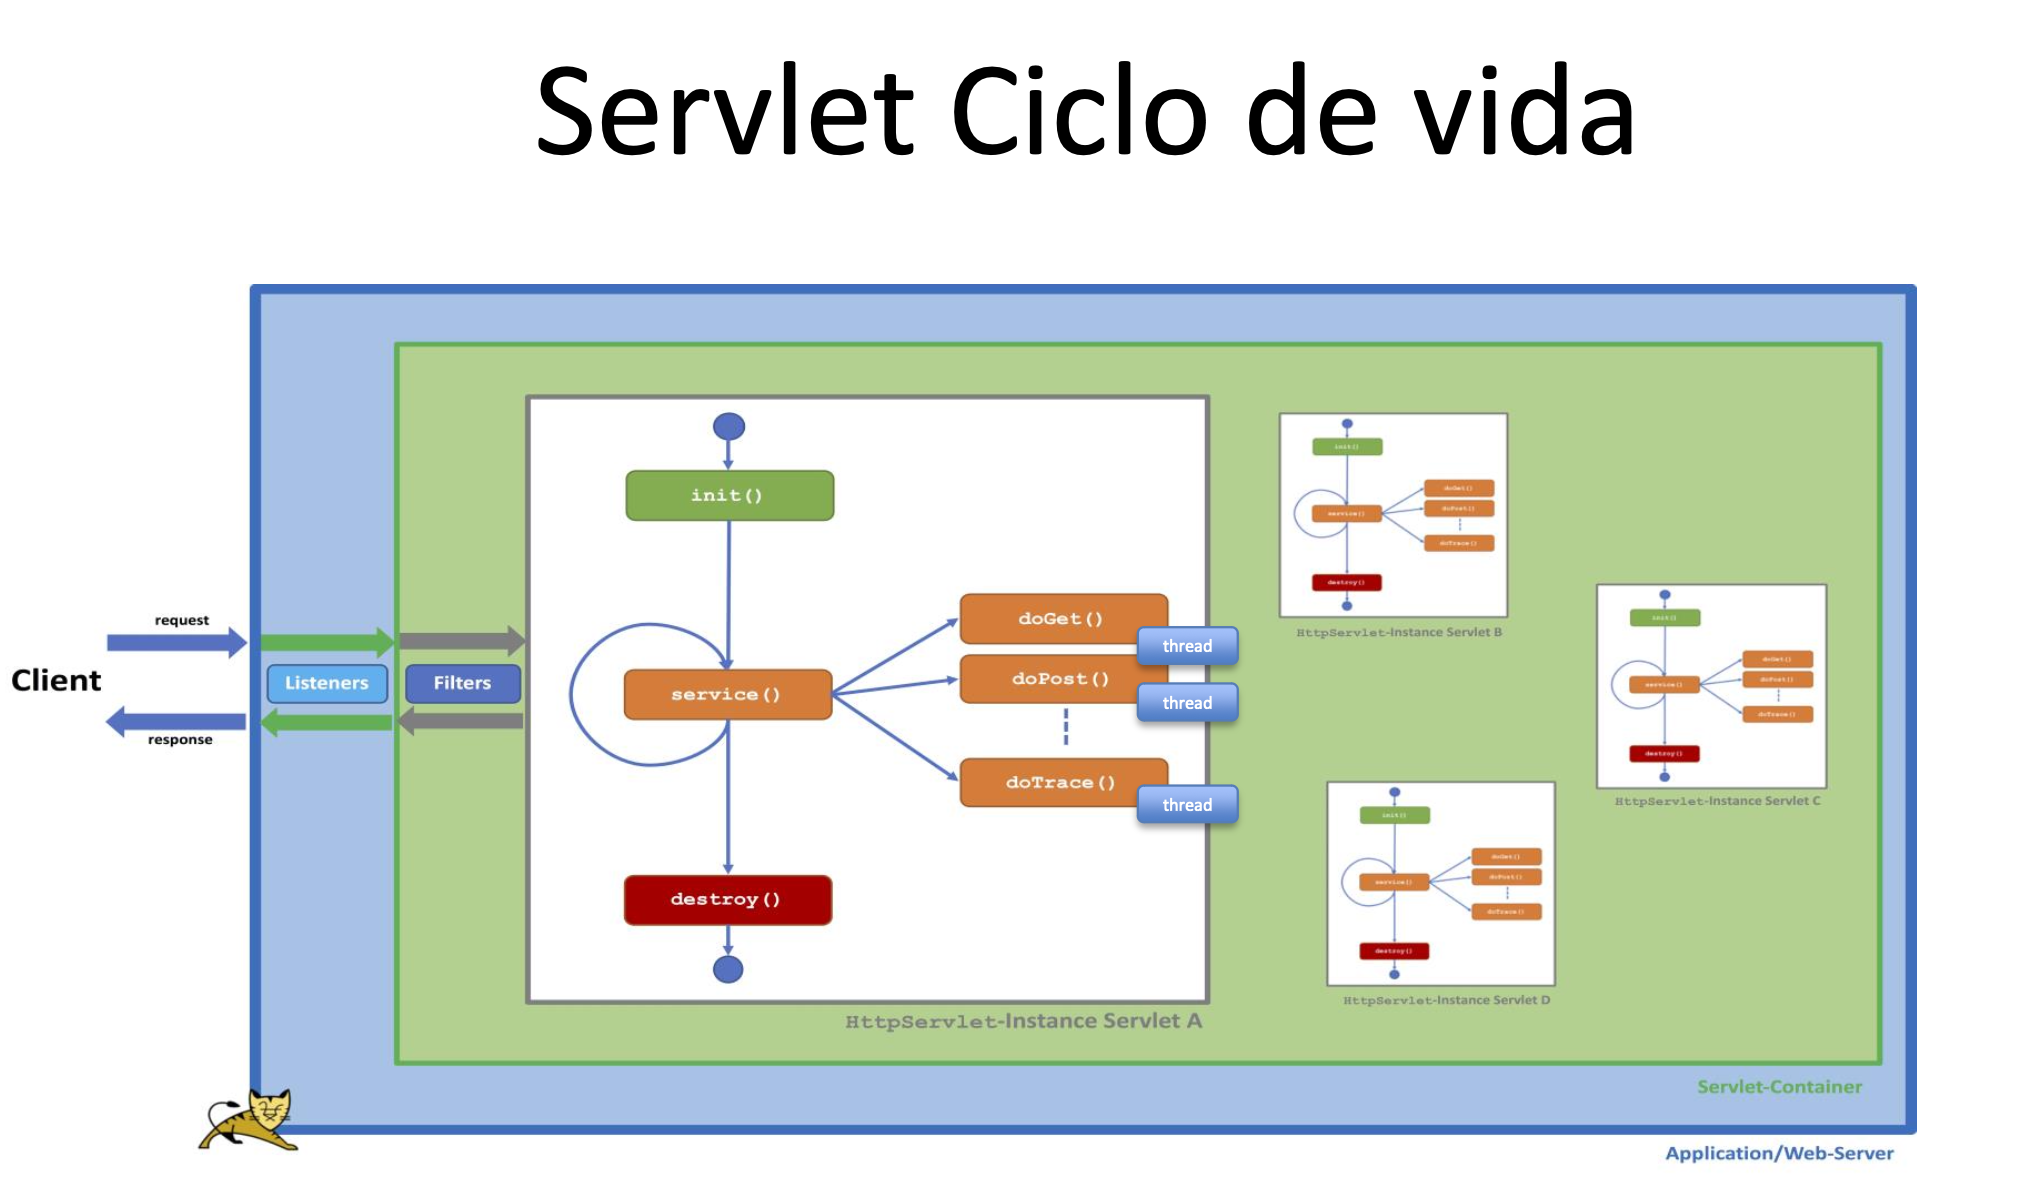 Servlet Ciclo de vida
Client
request
response
Listeners
Filters
init()
service()
doGet()
thread
doPost()
thread
doTrace()
thread
destroy()
HttpServlet-Instance Servlet A
init()
service()
doGet()
doPost()
doTrace()
destroy()
HttpServlet-Instance Servlet B
init()
service()
doGet()
doPost()
doTrace()
destroy()
HttpServlet-Instance Servlet C
init()
service()
doGet()
doPost()
doTrace()
destroy()
HttpServlet-Instance Servlet D
Servlet-Container
Application/Web-Server